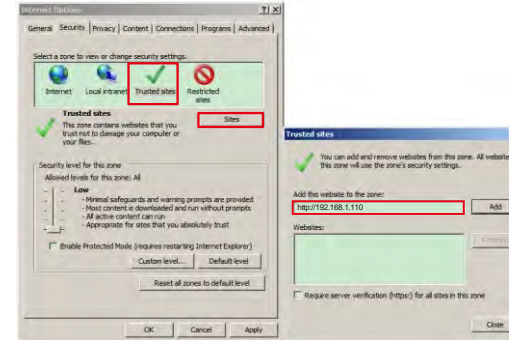 Internet Options
? X
General Security Privacy Content Connections Programs Advanced
Select a zone to view or change security settings.
Internet Local intranet Trusted sites Restricted
sites
Trusted sites
This zone contains websites that you
trust not to damage your computer or
your files.
Sites
Security level for this zone
Allowed levels for this zone: All
Low
- Minimal safeguards and warning prompts are provided
- Most content is downloaded and run without prompts
- All active content can run
- Appropriate for sites that you absolutely trust
Enable Protected Mode (requires restarting Internet Explorer)
Custom level... Default level
Reset all zones to default level
OK Cancel Apply
Trusted sites
You can add and remove websites from this zone. All website
this zone will use the zone's security settings.
Add this website to the zone:
http://192.168.1.110 Add
Websites:
Remove
Require server verification (https:) for all sites in this zone
Close